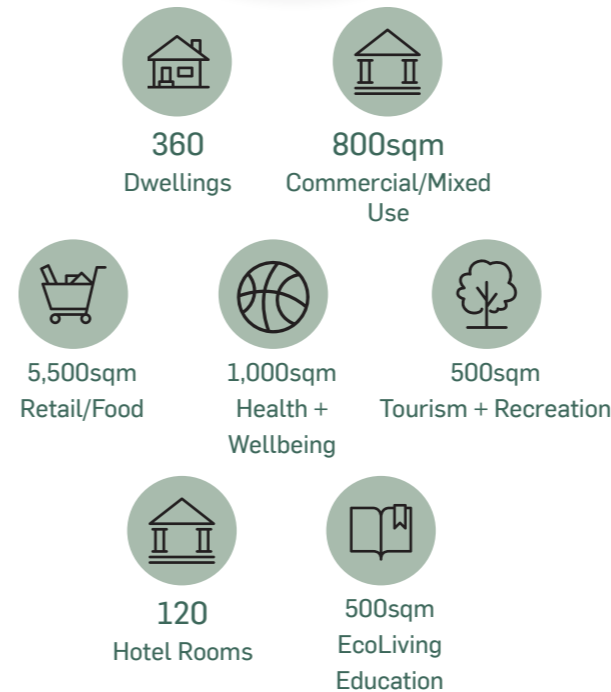 360
Dwellings
800sqm
Commercial/Mixed
Use
5,500sqm
Retail/Food
1,000sqm
Health +
Wellbeing
500sqm
Tourism + Recreation
120
Hotel Rooms
500sqm
EcoLiving
Education